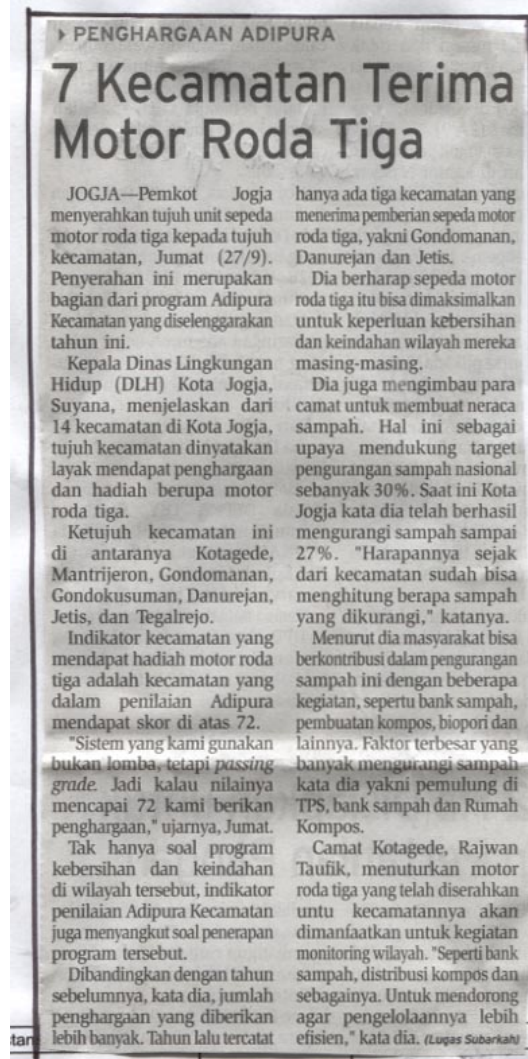 PENGHARGAAN ADIPURA
7 Kecamatan Terima
Motor Roda Tiga
JOGJA—Pemkot Jogja
menyerahkan tujuh unit sepeda
motor roda tiga kepada tujuh
kecamatan, Jumat (27/9).
Penyerahan ini merupakan
bagian dari program Adipura
Kecamatan yang diselenggarakan
tahun ini.
Kepala Dinas Lingkungan
Hidup (DLH) Kota Jogja,
Suyana, menjelaskan dari
14 kecamatan di Kota Jogja,
tujuh kecamatan dinyatakan
layak mendapat penghargaan
dan hadiah berupa motor
roda tiga.
Ketujuh kecamatan ini
di antaranya Kotagede,
Mantrijeron, Gondomanan,
Gondokusuman, Danurejan,
Jetis, dan Tegalrejo.
Indikator kecamatan yang
mendapat hadiah motor roda
tiga adalah kecamatan yang
dalam penilaian Adipura
mendapat skor di atas 72.
"Sistem yang kami gunakan
bukan lomba, tetapi passing
grade. Jadi kalau nilainya
mencapai 72 kami berikan
penghargaan," ujarnya, Jumat.
Tak hanya soal program
kebersihan dan keindahan
di wilayah tersebut, indikator
penilaian Adipura Kecamatan
juga menyangkut soal penerapan
program tersebut.
Dibandingkan dengan tahun
sebelumnya, kata dia, jumlah
penghargaan yang diberikan
lebih banyak. Tahun lalu tercatat
hanya ada tiga kecamatan yang
menerima pemberian sepeda motor
roda tiga, yakni Gondomanan,
Danurejan dan Jetis.
Dia berharap sepeda motor
roda tiga itu bisa dimaksimalkan
untuk keperluan kebersihan
dan keindahan wilayah mereka
masing-masing.
Dia juga mengimbau para
camat untuk membuat neraca
sampah. Hal ini sebagai
upaya mendukung target
pengurangan sampah nasional
sebanyak 30%. Saat ini Kota
Jogja kata dia telah berhasil
mengurangi sampah sampai
27%. "Harapannya sejak
dari kecamatan sudah bisa
menghitung berapa sampah
yang dikurangi," katanya.
Menurut dia masyarakat bisa
berkontribusi dalam pengurangan
sampah ini dengan beberapa
kegiatan, sepertu bank sampah,
pembuatan kompos, biopori dan
lainnya. Faktor terbesar yang
banyak mengurangi sampah
kata dia yakni pemulung di
TPS, bank sampah dan Rumah
Kompos.
Camat Kotagede, Rajwan
Taufik, menuturkan motor
roda tiga yang telah diserahkan
untu kecamatannya akan
dimanfaatkan untuk kegiatan
monitoring wilayah. "Seperti bank
sampah, distribusi kompos dan
sebagainya. Untuk mendorong
agar pengelolaannya lebih
efisien," kata dia. (Lugas Subarkah)